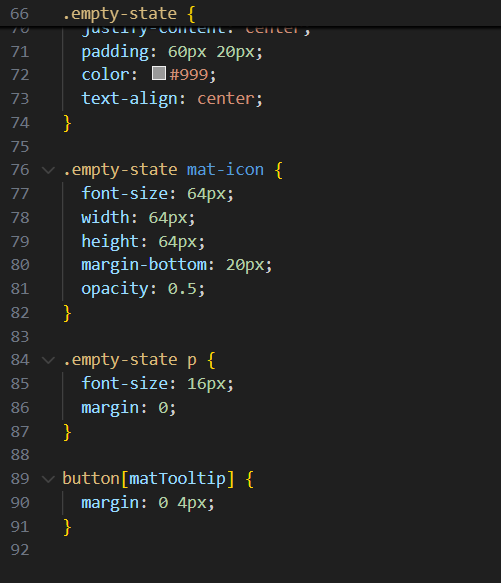 66 .empty-state {
70 justify-content: center;
71 padding: 60px 20px;
72 color: #999;
73 text-align: center;
74 }
75
76 .empty-state mat-icon {
77 font-size: 64px;
78 width: 64px;
79 height: 64px;
80 margin-bottom: 20px;
81 opacity: 0.5;
82 }
83
84 .empty-state p {
85 font-size: 16px;
86 margin: 0;
87 }
88
89 button[matTooltip] {
90 margin: 0 4px;
91 }
92